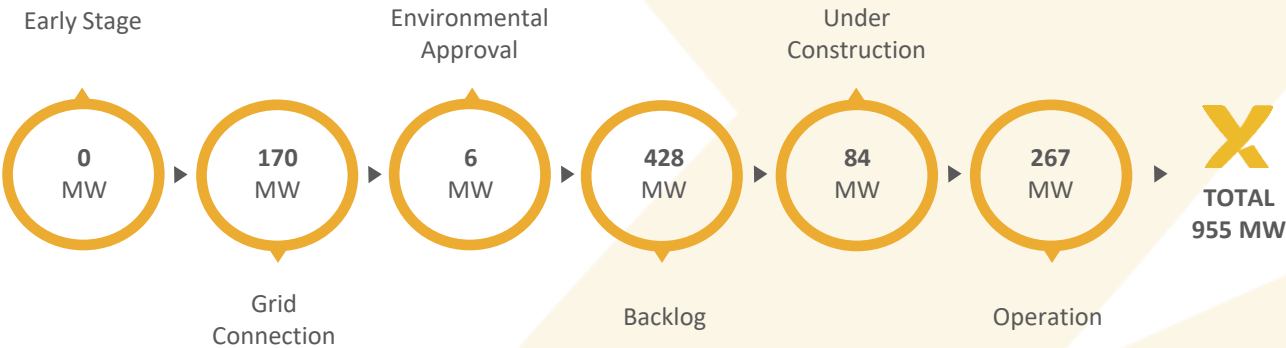 Early Stage
Environmental
Approval
Under
Construction
0
MW
170
MW
6
MW
428
MW
84
MW
267
MW
TOTAL
955 MW
Grid
Connection
Backlog
Operation